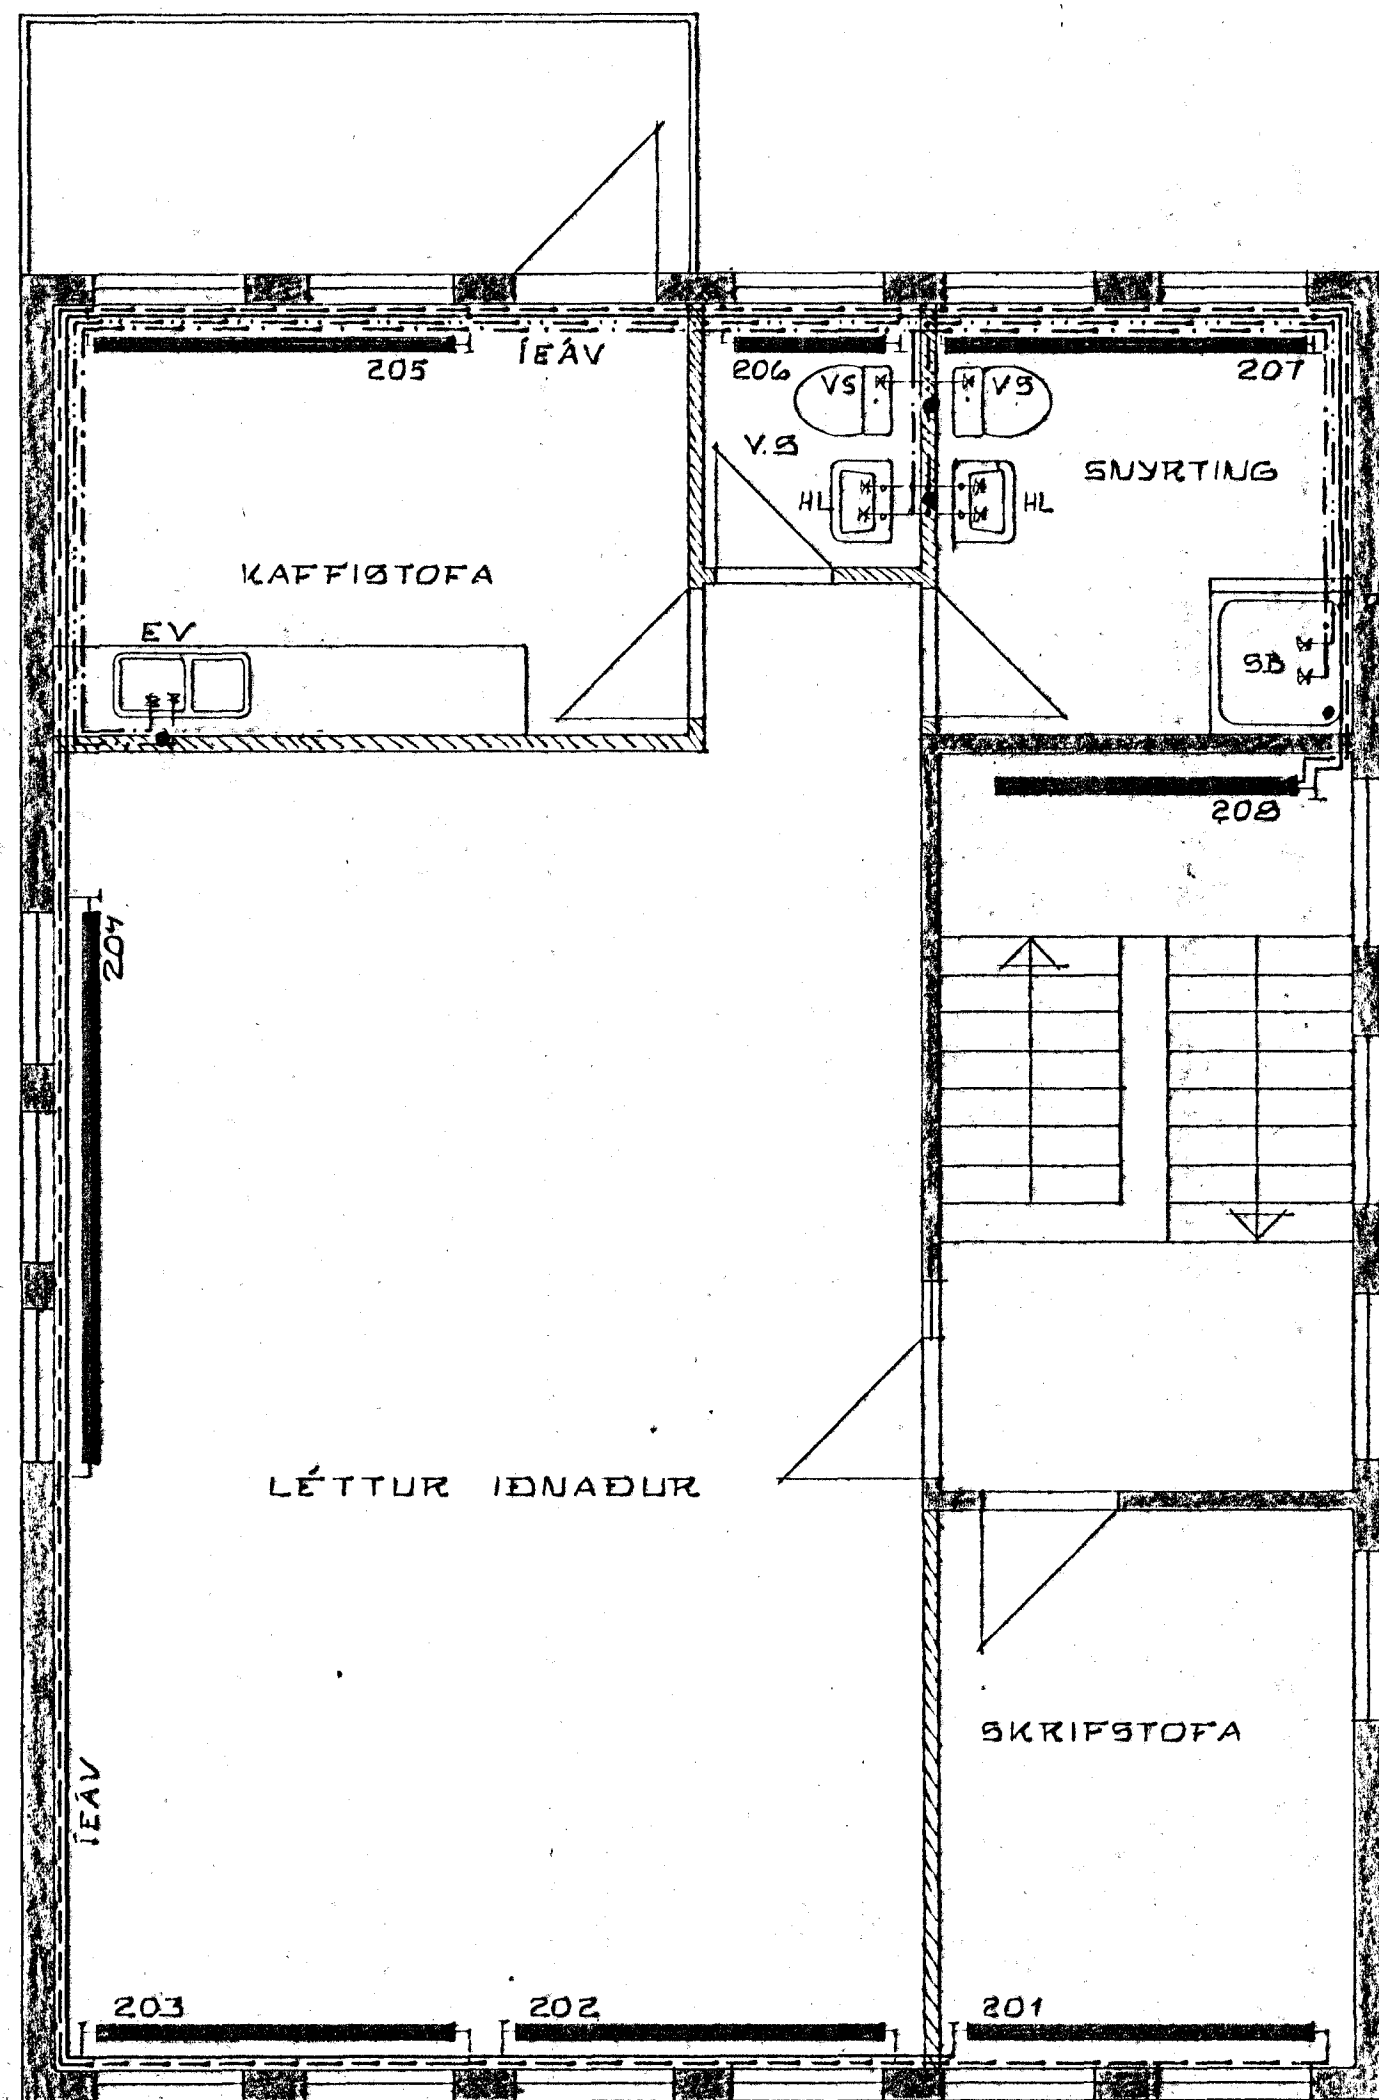 205
ÍEÁV
206
207
VS
VS
V.S
SNYRTING
HL
HL
KAFFISTOFA
EV
SB
208
204
LÉTTUR IÐNAÐUR
SKRIFSTOFA
ÍEÁV
203
202
201